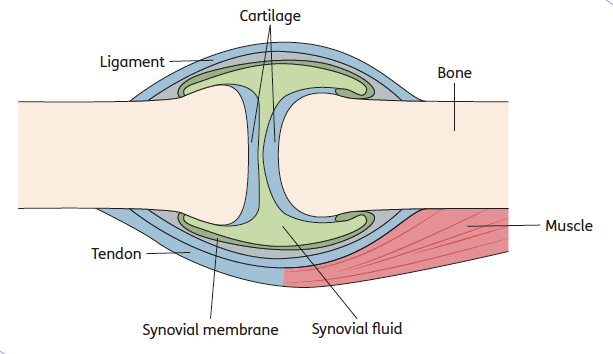 Cartilage
Ligament
Bone
Muscle
Tendon
Synovial membrane
Synovial fluid